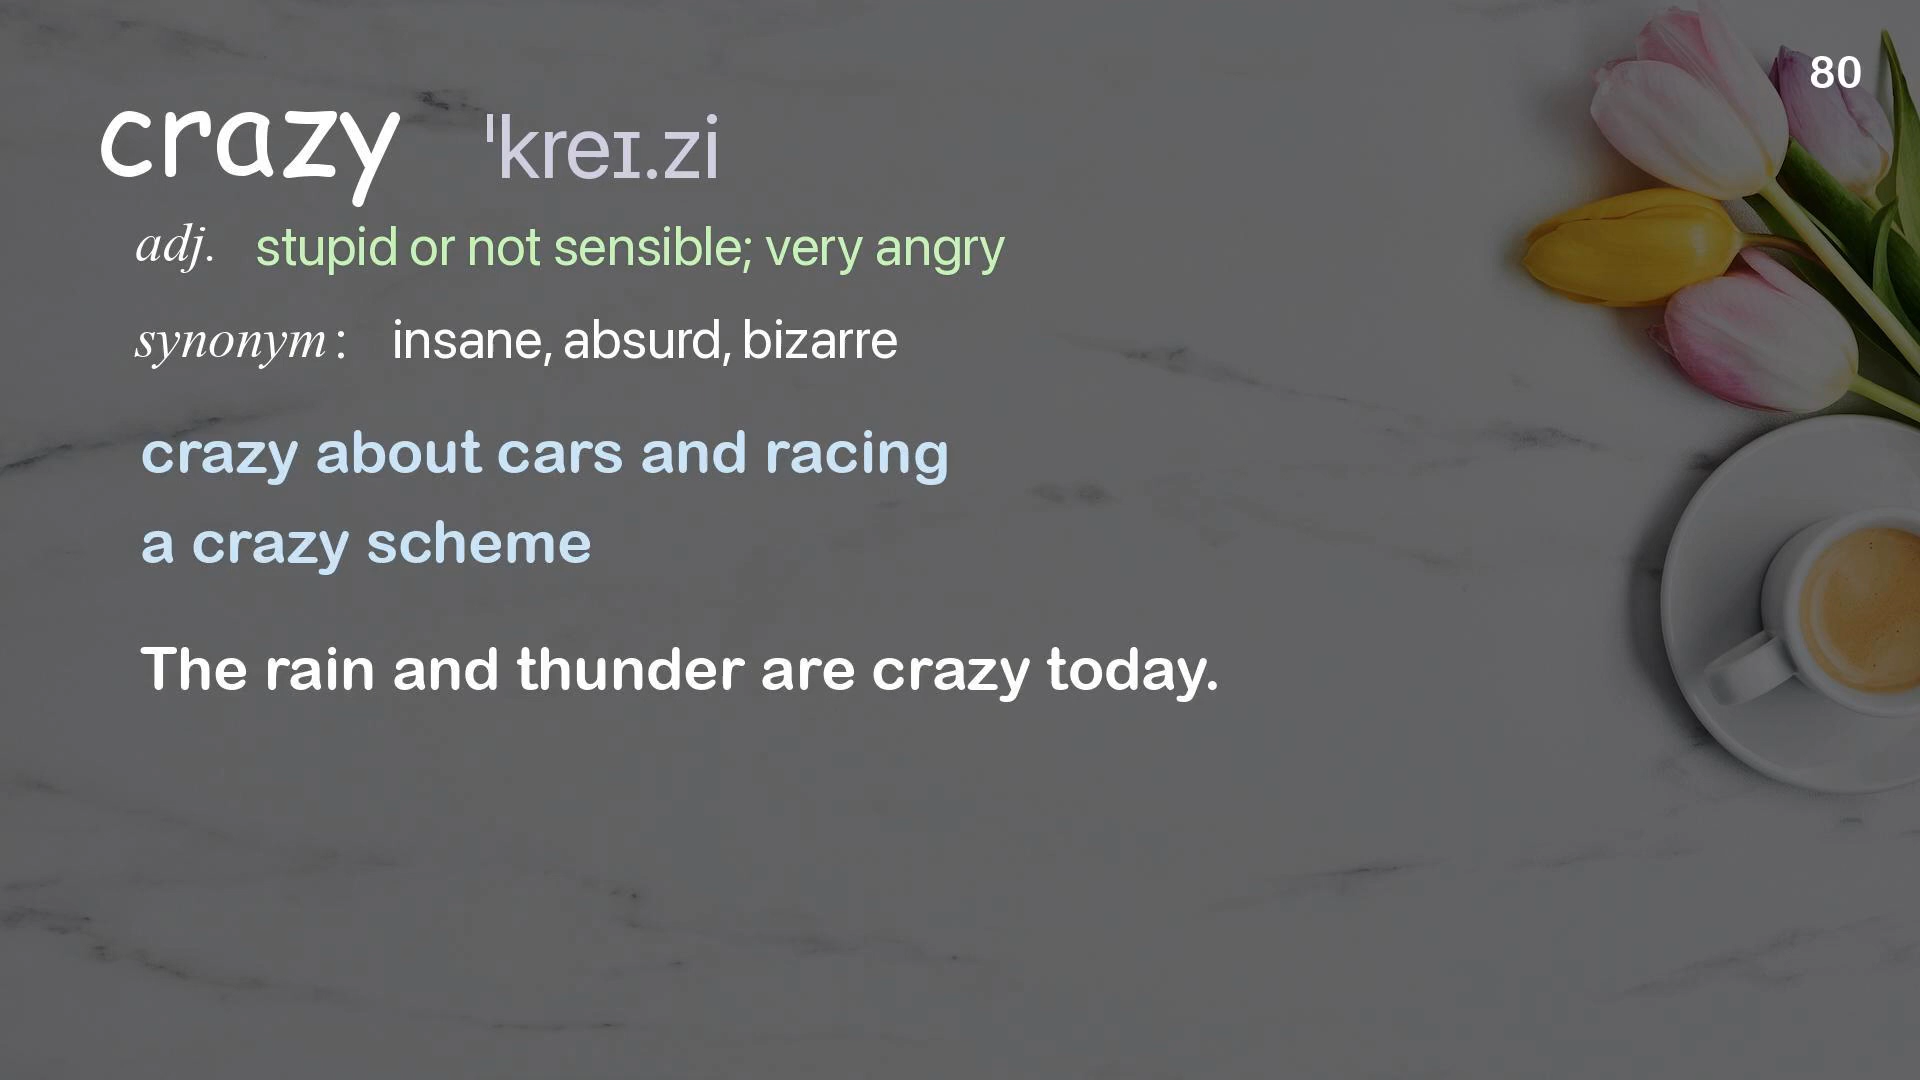 80
crazy ˈkreɪ.zi
adj. stupid or not sensible; very angry
synonym: insane, absurd, bizarre
crazy about cars and racing
a crazy scheme
The rain and thunder are crazy today.